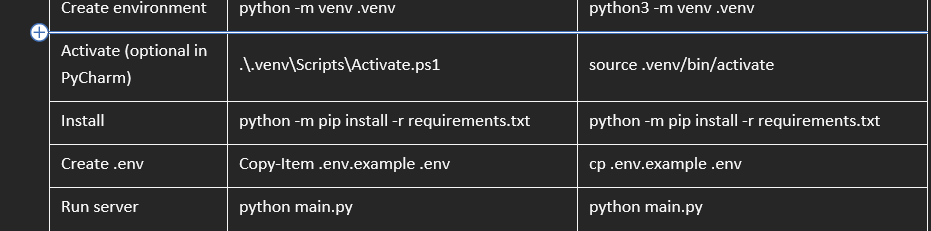 Create environment python -m venv .venv python3 -m venv .venv
Activate (optional in
PyCharm) .\.venv\Scripts\Activate.ps1 source .venv/bin/activate
Install python -m pip install -r requirements.txt python -m pip install -r requirements.txt
Create .env Copy-Item .env.example .env cp .env.example .env
Run server python main.py python main.py